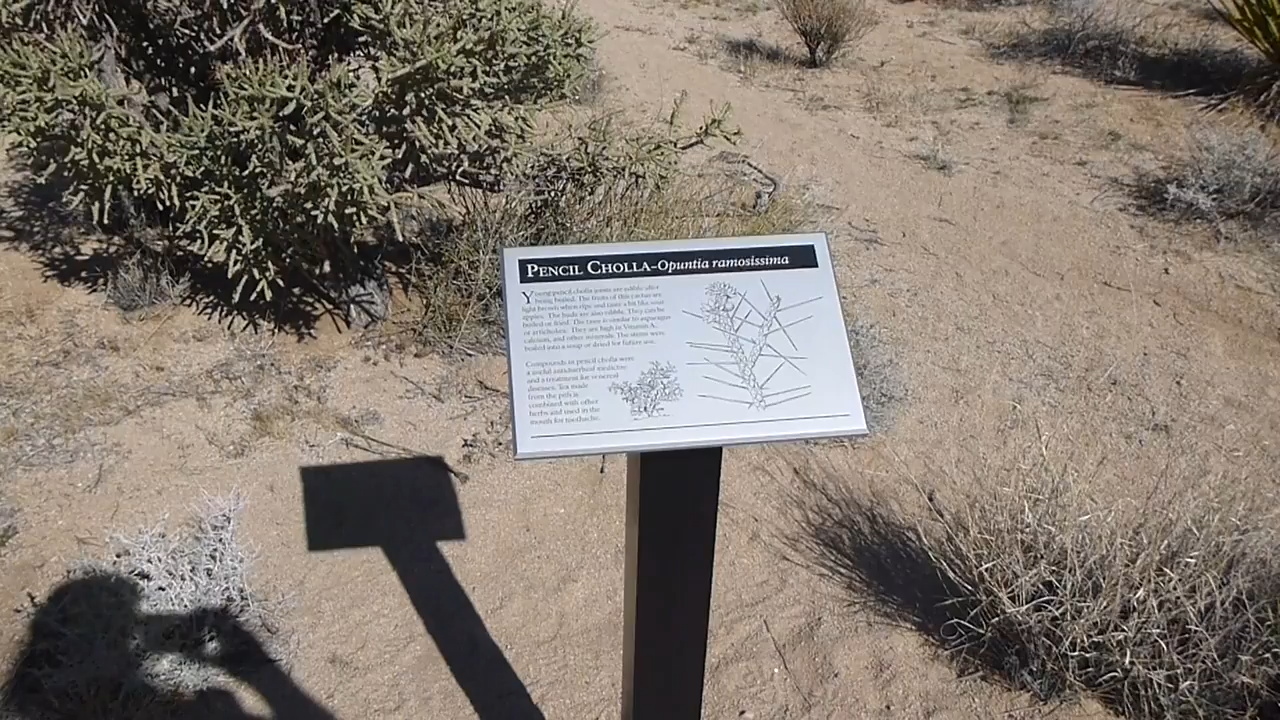 PENCIL CHOLLA–Opuntia ramosissima
Young pencil cholla joints are edible after
being boiled. The fruits of this cactus are
light brown when ripe and taste a bit like sour
apples. The buds are also edible. They can be
boiled or fried. The taste is similar to asparagus
or artichokes. They are high in Vitamin A,
calcium, and other minerals. The stems were
boiled into a soup or dried for future use.
Compounds in pencil cholla were
a useful antidiarrheal medicine
and a treatment for venereal
diseases. Tea made
from the pith is
combined with other
herbs and used in the
mouth for toothache.